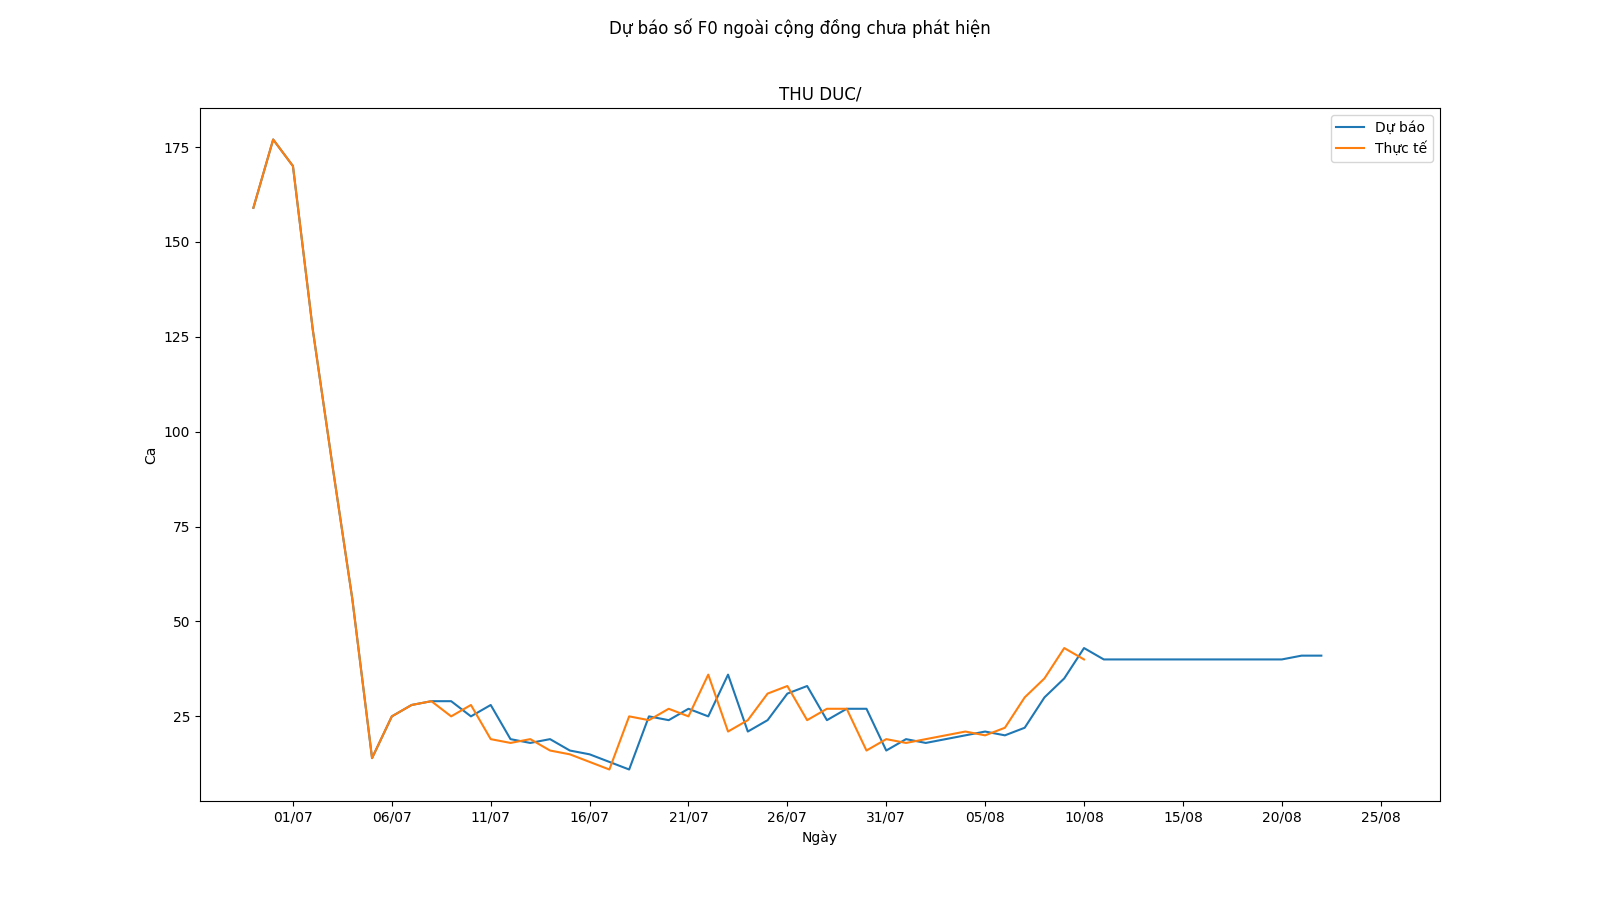 Dự báo số F0 ngoài cộng đồng chưa phát hiện
THU DUC/
Dự báo
Thực tế
175
150
125
100
75
50
25
Ca
01/07 06/07 11/07 16/07 21/07 26/07 31/07 05/08 10/08 15/08 20/08 25/08
Ngày